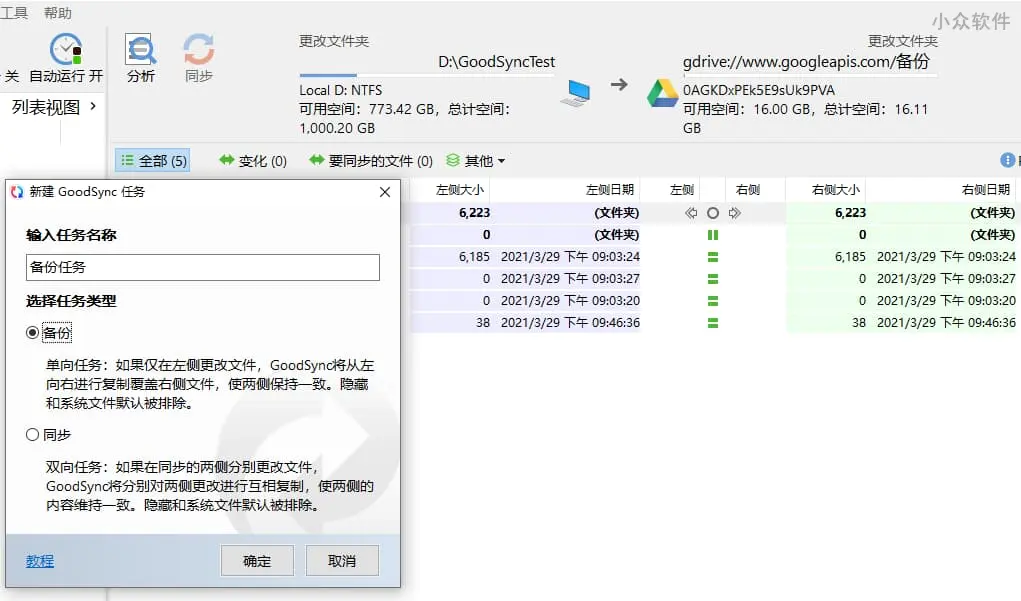 工具 帮助
小众软件
关 自动运行 开
分析
同步
列表视图 >
更改文件夹
D:\GoodSyncTest
Local D: NTFS
可用空间：773.42 GB，总计空间：
1,000.20 GB
更改文件夹
gdrive://www.googleapis.com/备份
0AGKDxPEk5E9sUk9PVA
可用空间：16.00 GB，总计空间：16.11
GB
全部 (5) 变化 (0) 要同步的文件 (0) 其他
左侧大小 左侧日期 左侧 右侧 右侧大小 右侧日期
6,223 (文件夹) 6,223 (文件夹)
0 (文件夹) 0 (文件夹)
6,185 2021/3/29 下午 09:03:24 6,185 2021/3/29 下午 09:03:24
0 2021/3/29 下午 09:03:27 0 2021/3/29 下午 09:03:27
0 2021/3/29 下午 09:03:20 0 2021/3/29 下午 09:03:20
38 2021/3/29 下午 09:46:36 38 2021/3/29 下午 09:46:36
新建 GoodSync 任务
输入任务名称
备份任务
选择任务类型
备份
单向任务：如果仅在左侧更改文件，GoodSync将从左
向右进行复制覆盖右侧文件，使两侧保持一致。隐藏
和系统文件默认被排除。
同步
双向任务：如果在同步的两侧分别更改文件，
GoodSync将分别对两侧更改进行互相复制，使两侧的
内容维持一致。隐藏和系统文件默认被排除。
教程
确定
取消